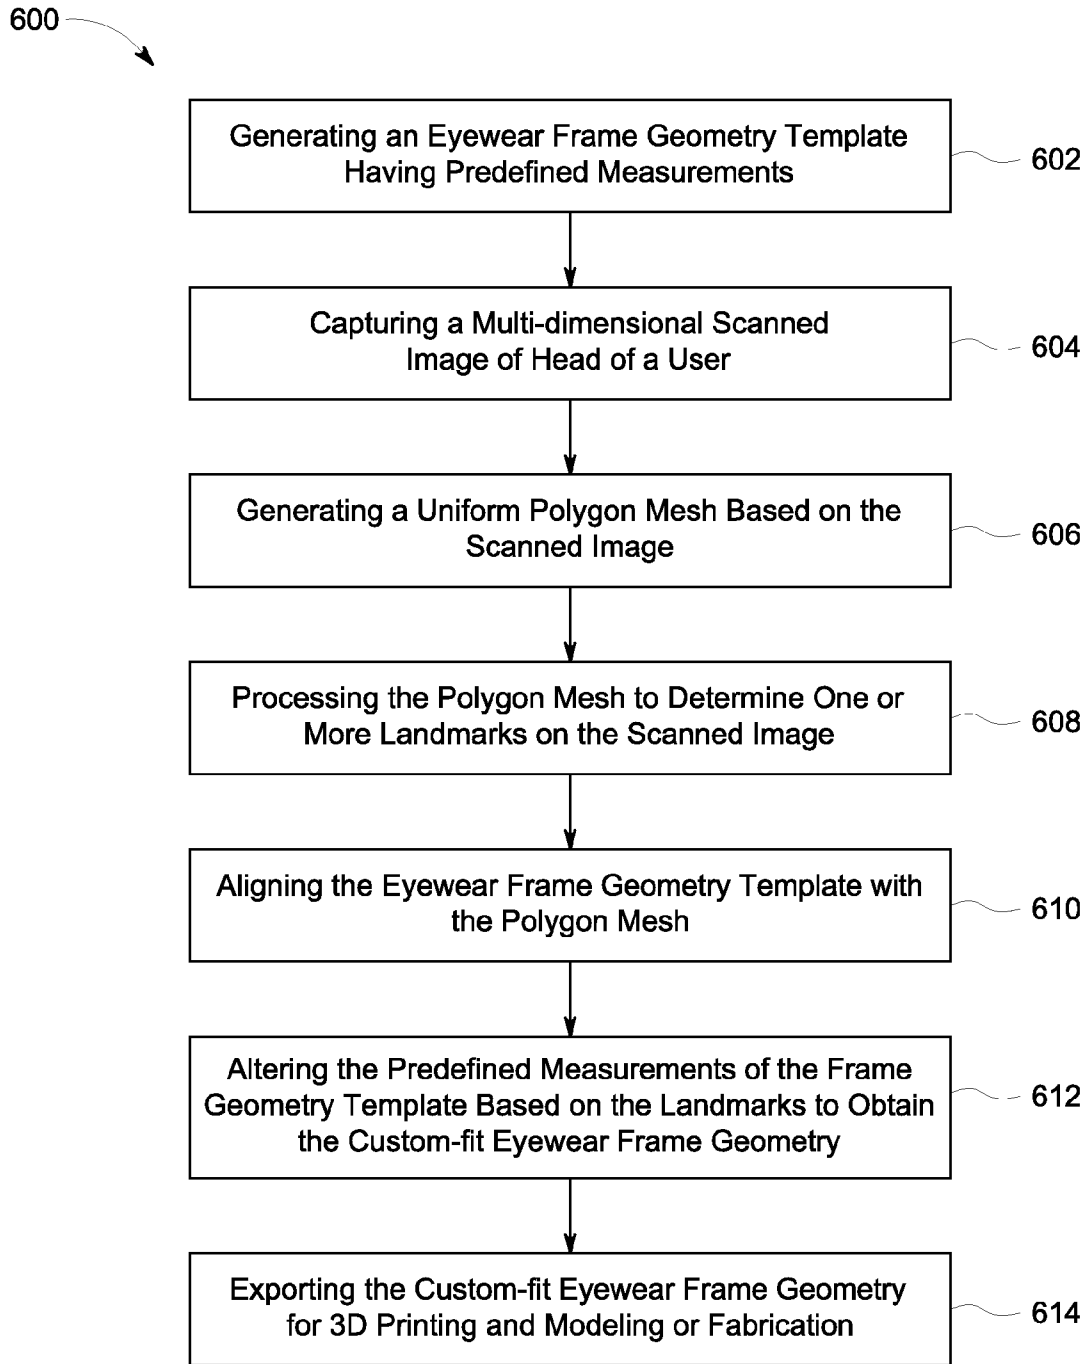 600
Generating an Eyewear Frame Geometry Template
Having Predefined Measurements
602
Capturing a Multi-dimensional Scanned
Image of Head of a User
604
Generating a Uniform Polygon Mesh Based on the
Scanned Image
606
Processing the Polygon Mesh to Determine One or
More Landmarks on the Scanned Image
608
Aligning the Eyewear Frame Geometry Template with
the Polygon Mesh
610
Altering the Predefined Measurements of the Frame
Geometry Template Based on the Landmarks to Obtain
the Custom-fit Eyewear Frame Geometry
612
Exporting the Custom-fit Eyewear Frame Geometry
for 3D Printing and Modeling or Fabrication
614